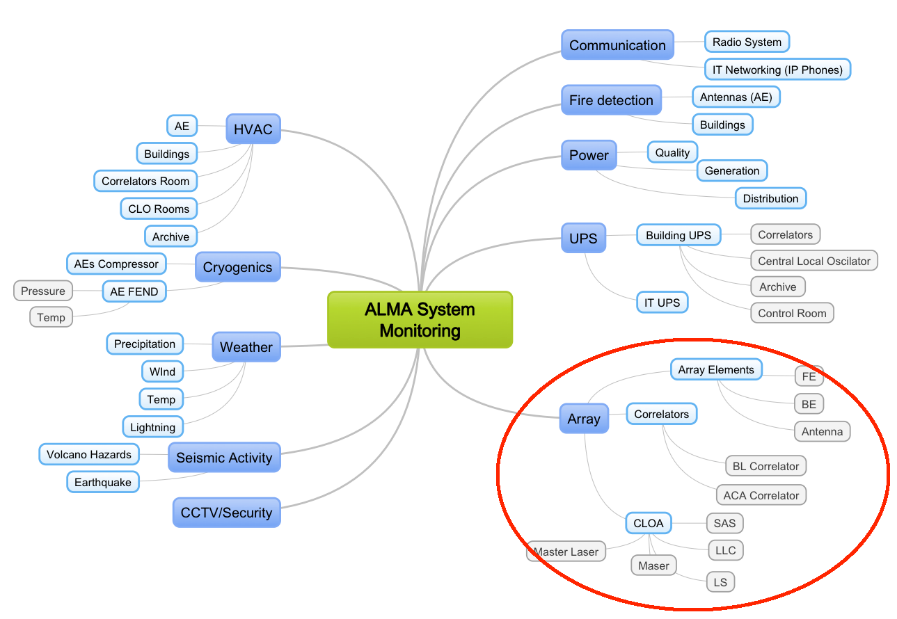 ALMA System
Monitoring
Communication
Radio System
IT Networking (IP Phones)
Fire detection
Antennas (AE)
Buildings
Power
Quality
Generation
Distribution
UPS
Building UPS
Correlators
Central Local Oscilator
Archive
Control Room
IT UPS
Array
Array Elements
FE
BE
Antenna
Correlators
BL Correlator
ACA Correlator
CLOA
SAS
LLC
LS
Maser
Master Laser
HVAC
AE
Buildings
Correlators Room
CLO Rooms
Archive
Cryogenics
AEs Compressor
AE FEND
Pressure
Temp
Weather
Precipitation
WInd
Temp
Lightning
Seismic Activity
Volcano Hazards
Earthquake
CCTV/Security